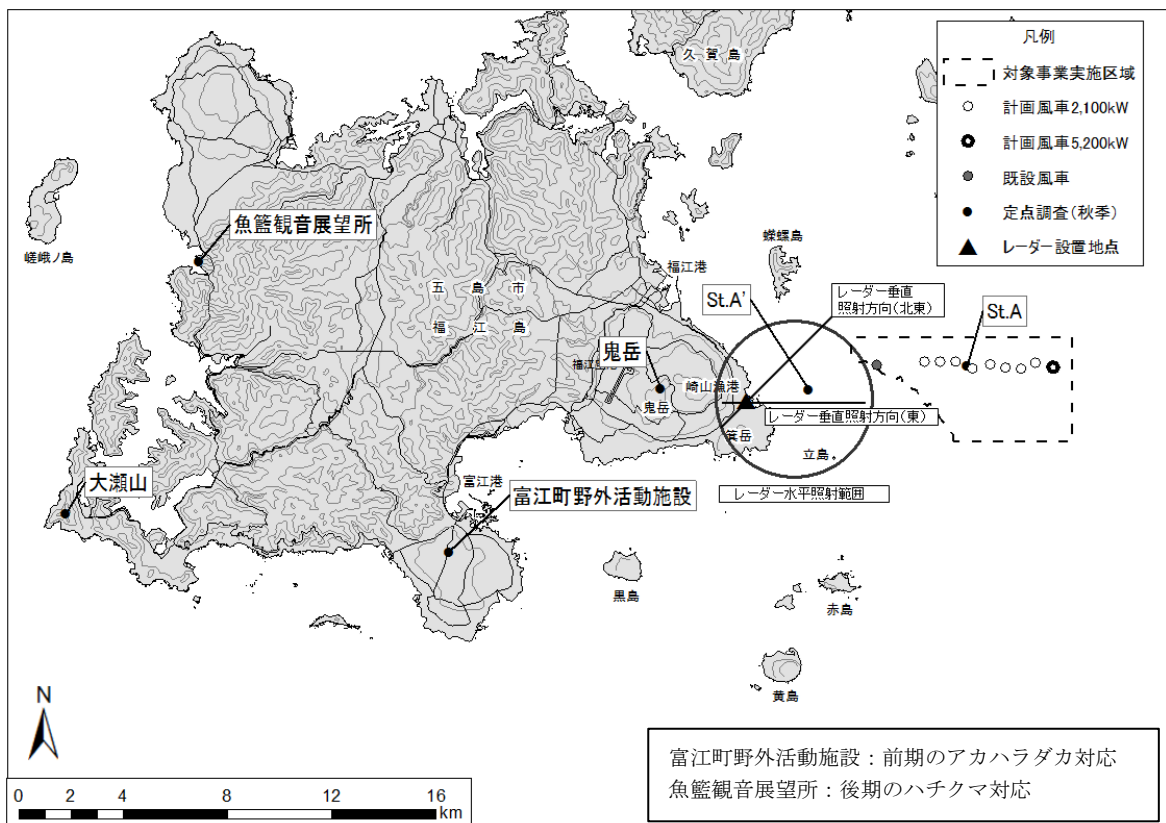 久賀島
凡例
対象事業実施区域
計画風車2,100kW
計画風車5,200kW
既設風車
定点調査(秋季)
レーダー設置地点
嵯峨ノ島
魚籃観音展望所
五島市
福江島
福江港
蠑螺島
St.A'
レーダー垂直
照射方向(北東)
St.A
鬼岳
崎山漁港
鬼岳
レーダー垂直照射方向(東)
箕岳
立島
レーダー水平照射範囲
大瀬山
富江港
富江町野外活動施設
黒島
赤島
黄島
N
0 2 4 8 12 16
km
富江町野外活動施設：前期のアカハラダカ対応
魚籃観音展望所：後期のハチクマ対応